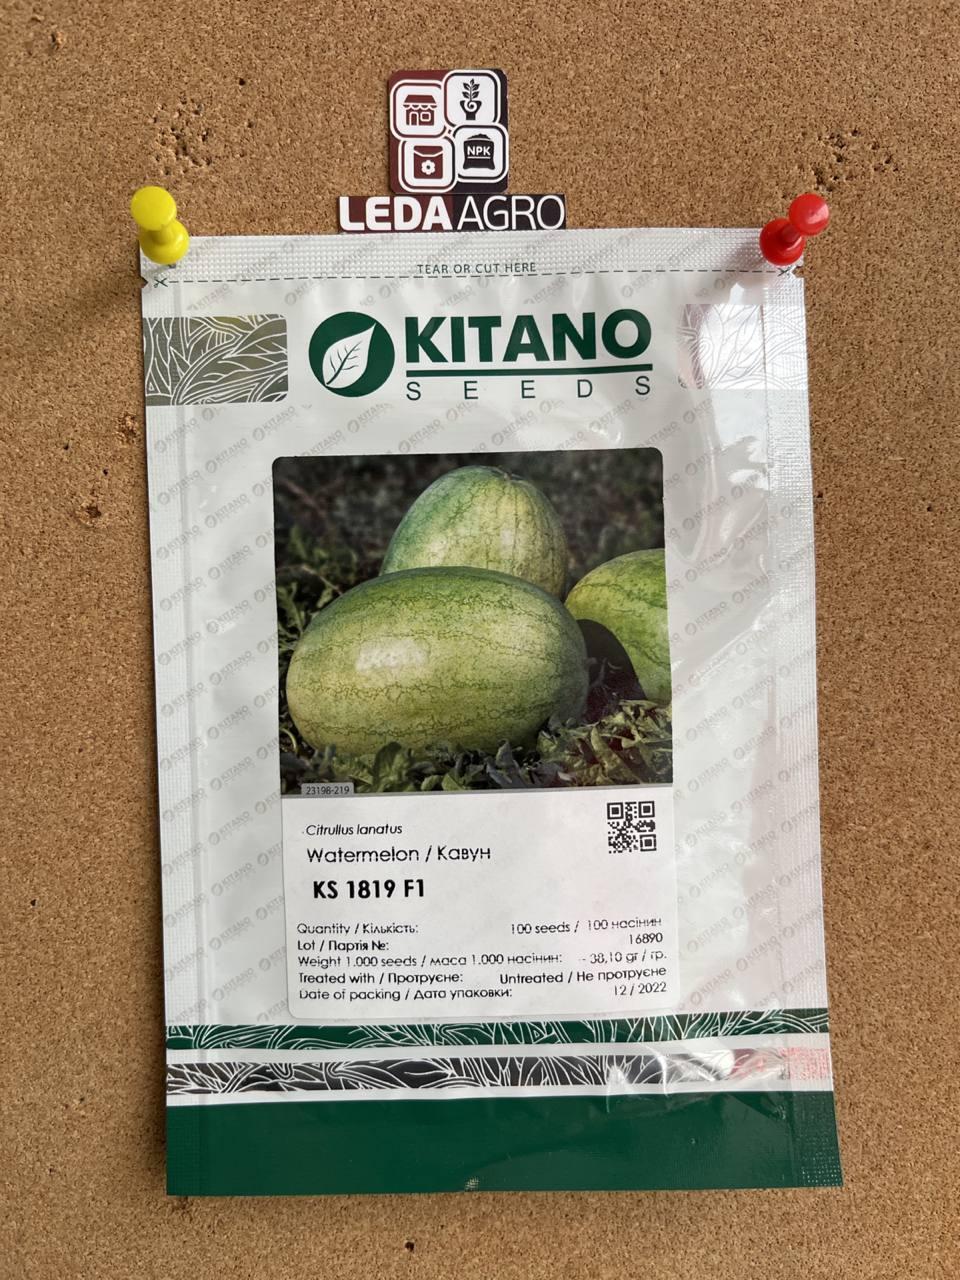 NPK
LEDAAGRO
TEAR OR CUT HERE
KITANO
SEEDS
23198-219
Citrullus lanatus
Watermelon / Кавун
KS 1819 F1
Quantity / Кількість: 100 seeds / 100 насінин
Lot / Партія №: 16890
Weight 1.000 seeds / маса 1.000 насінин: - 38,10 gr / гр.
Treated with / Протруєне: Untreated / Не протруєне
Date of packing / Дата упаковки: 12 / 2022